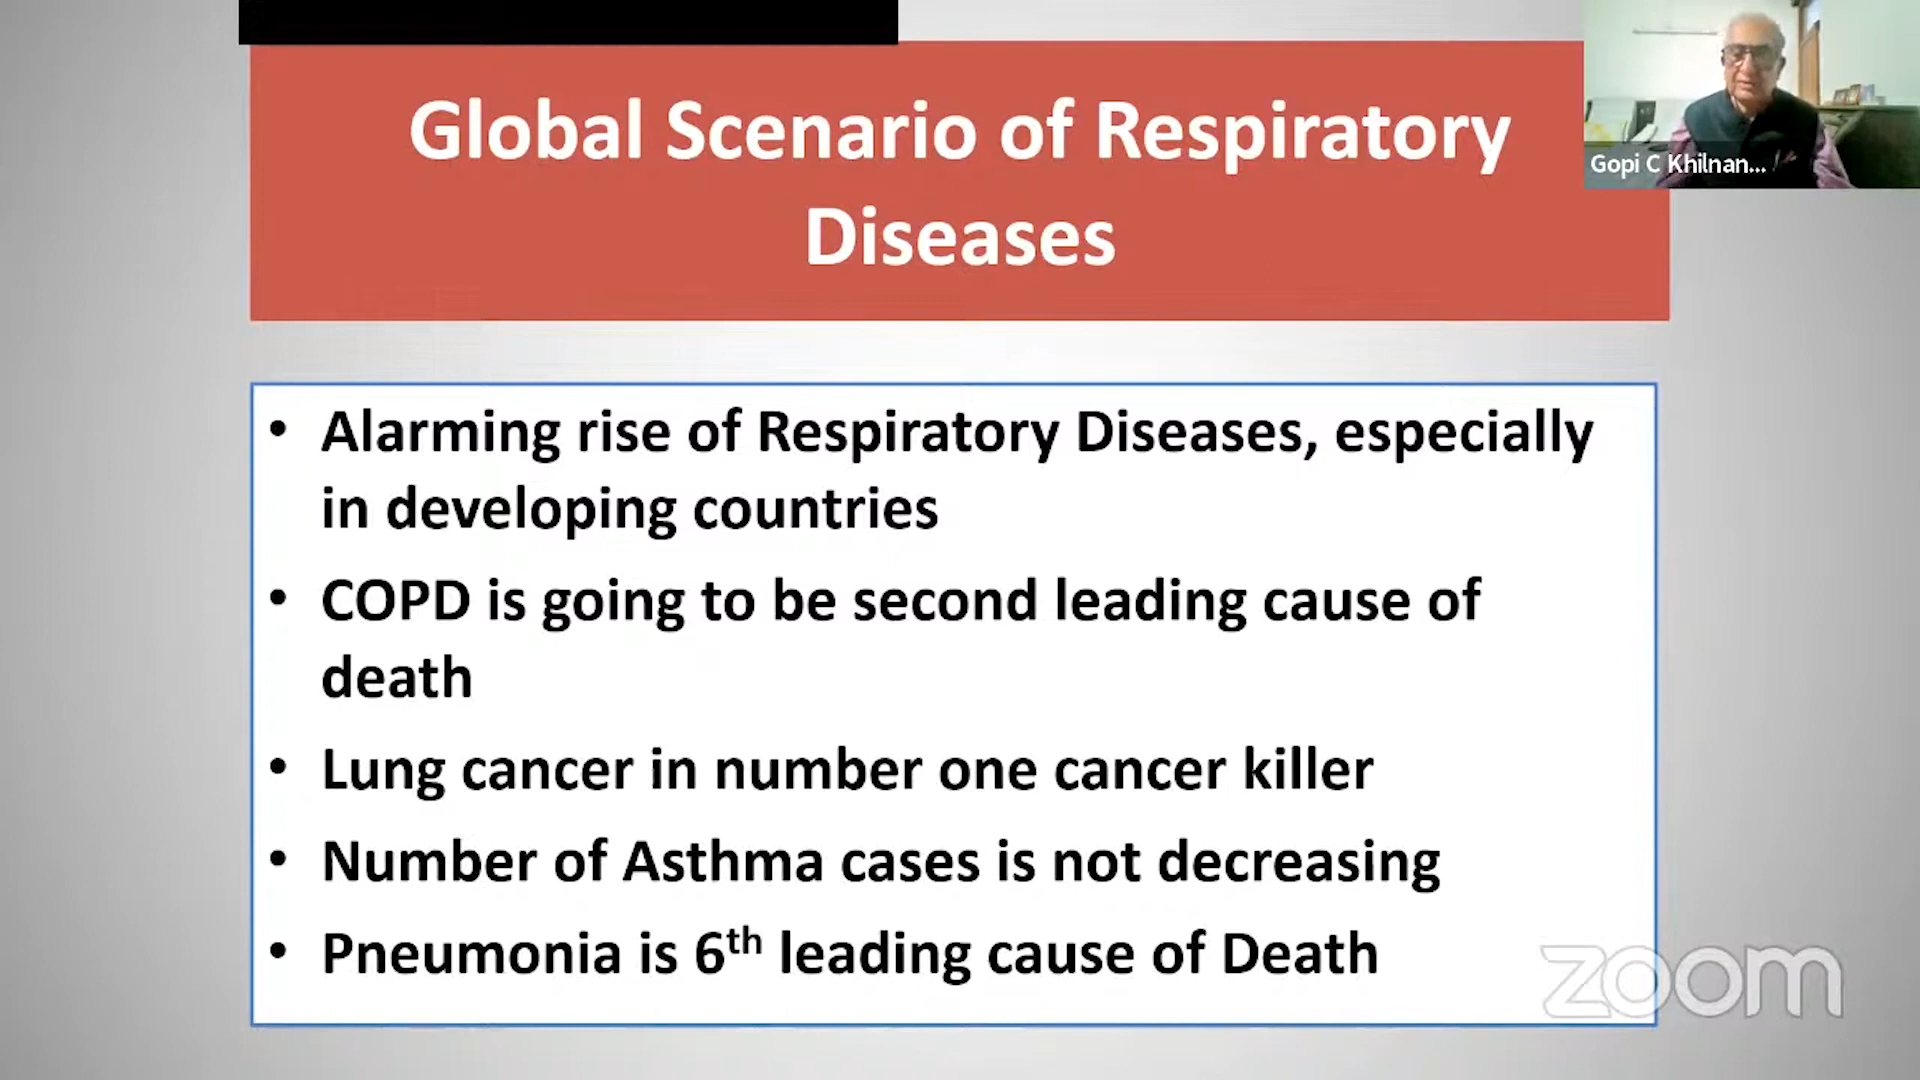 Global Scenario of Respiratory
Diseases
Gopi C Khilnan...
• Alarming rise of Respiratory Diseases, especially
in developing countries
• COPD is going to be second leading cause of
death
• Lung cancer in number one cancer killer
• Number of Asthma cases is not decreasing
• Pneumonia is 6th leading cause of Death
zoom